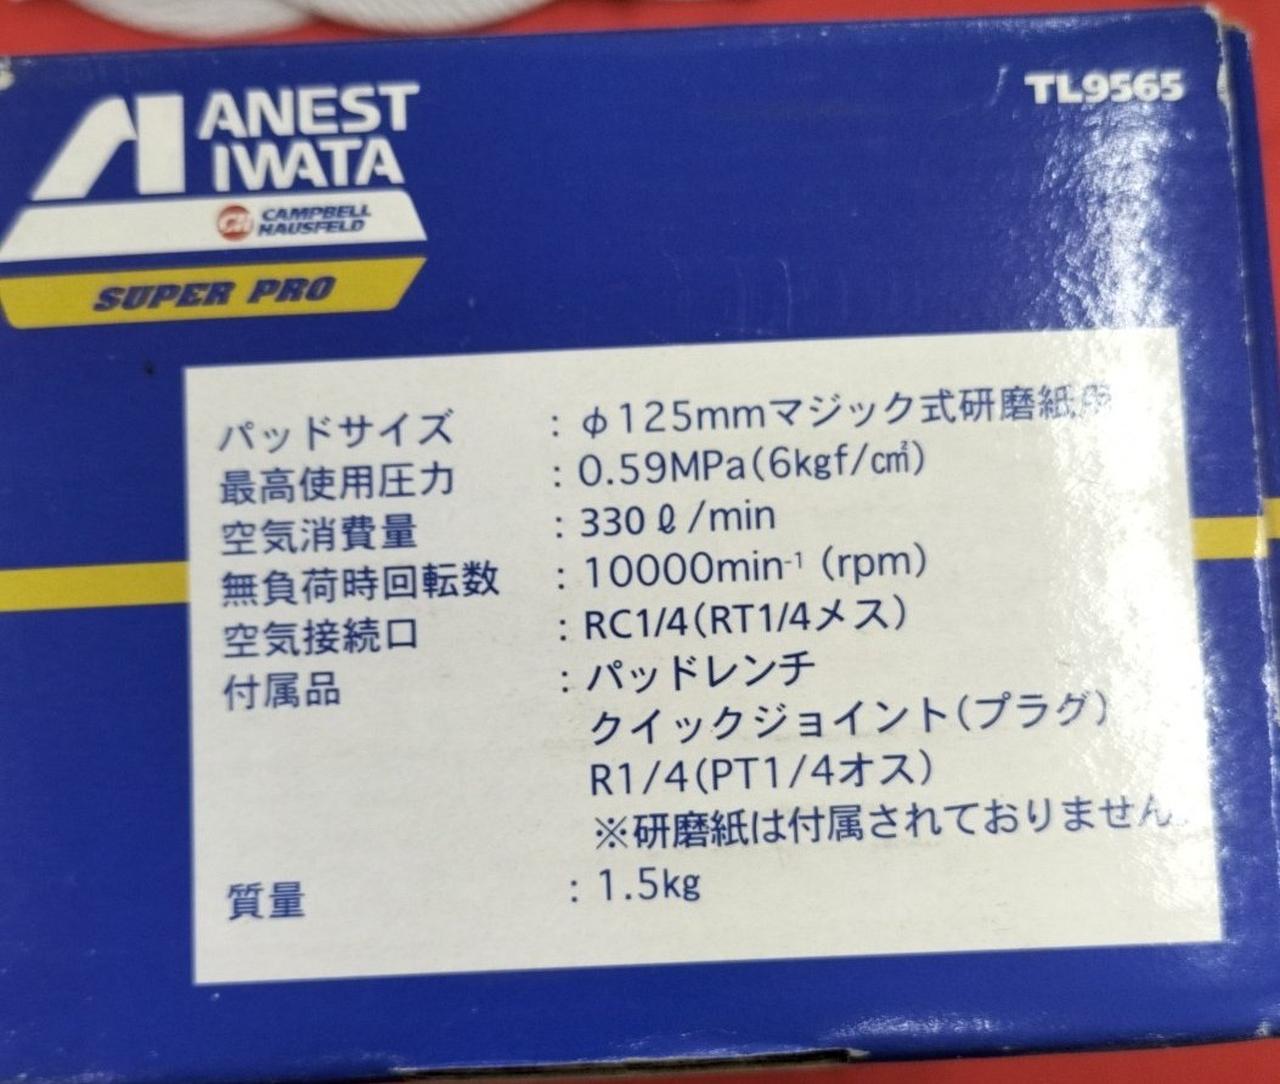 ANEST
IWATA
CH CAMPBELL
HAUSFELD
SUPER PRO
TL9565
パッドサイズ : φ125mmマジック式研磨紙用
最高使用圧力 : 0.59MPa(6kgf/c㎡)
空気消費量 : 330ℓ/min
無負荷時回転数 : 10000min-1 (rpm)
空気接続口 : RC1/4(RT1/4メス)
付属品 : パッドレンチ
クイックジョイント(プラグ)
R1/4(PT1/4オス)
※研磨紙は付属されておりません。
質量 : 1.5kg